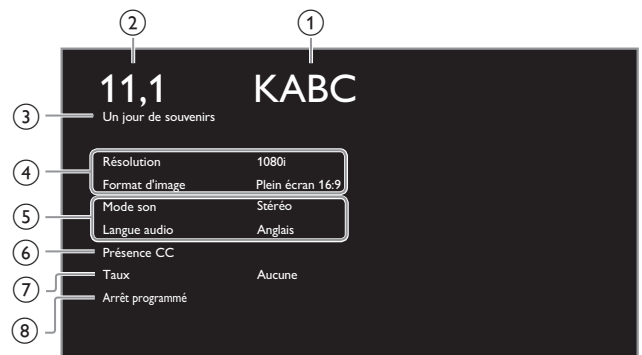 ② ①
11,1 KABC
③ Un jour de souvenirs
④ Résolution 1080i
Format d'image Plein écran 16:9
⑤ Mode son Stéréo
Langue audio Anglais
⑥ Présence CC
⑦ Taux Aucune
⑧ Arrêt programmé